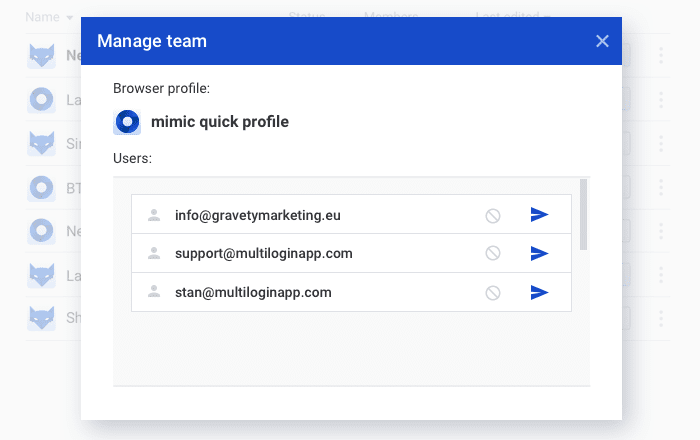 Name Status Members Last edited
Manage team
Browser profile:
mimic quick profile
Users:
info@gravetymarketing.eu
support@multiloginapp.com
stan@multiloginapp.com
Ne
La
Sin
BT
Ne
La
Sh